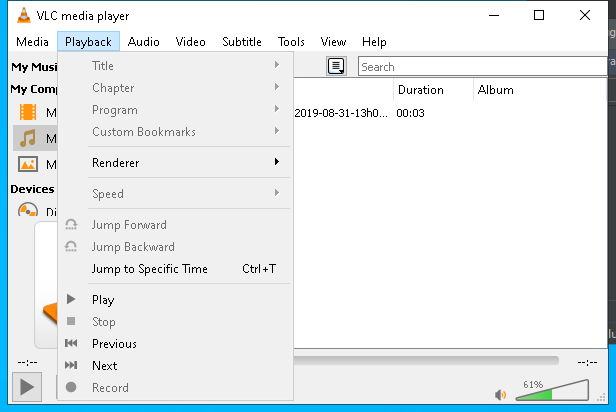 VLC media player
Media Playback Audio Video Subtitle Tools View Help
My Musi
Search
My Comp
Duration Album
M
2019-08-31-13h0... 00:03
M
M
Devices
Di
Title
Chapter
Program
Custom Bookmarks
Renderer
Speed
Jump Forward
Jump Backward
Jump to Specific Time Ctrl+T
Play
Stop
Previous
Next
Record
--:-- --:--
61%